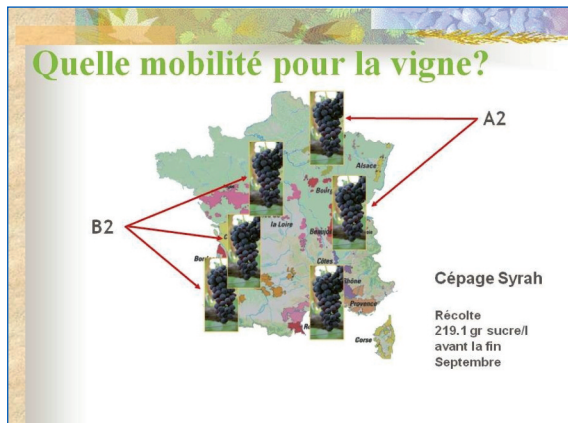 Quelle mobilité pour la vigne?
A2
Alsace
la Loire
B2
Côtes
Rhône
Provence
Corse
Cépage Syrah
Récolte
219.1 gr sucre/l
avant la fin
Septembre